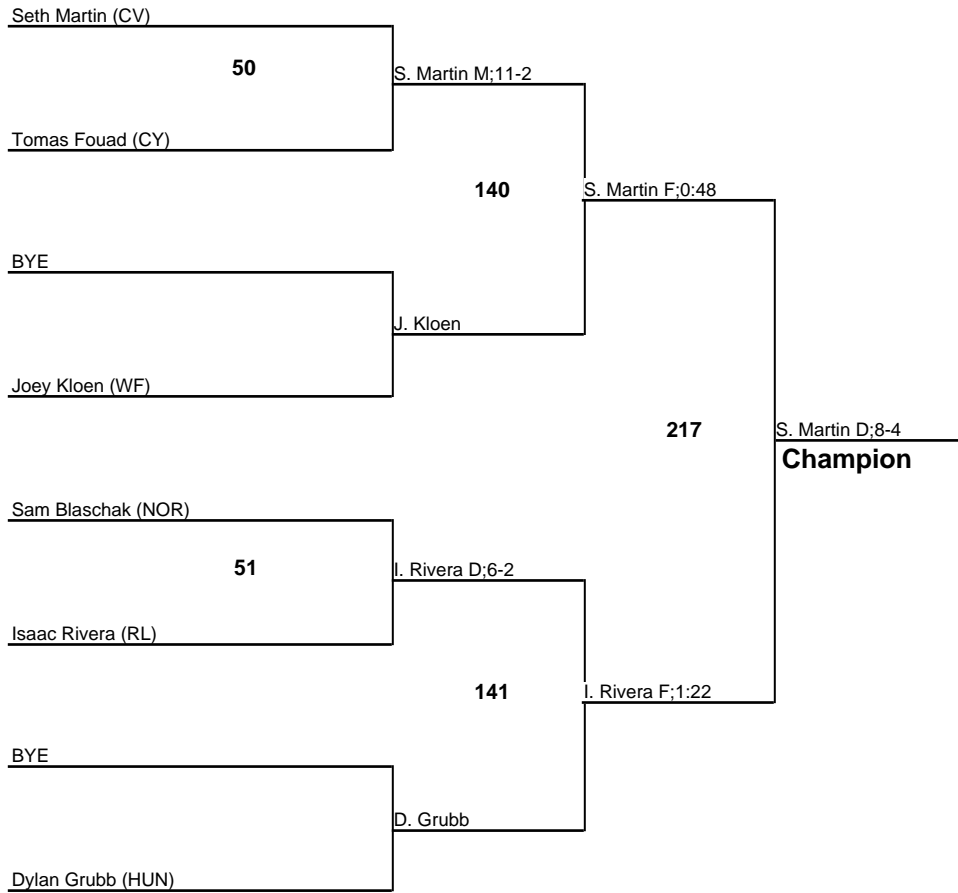 Seth Martin (CV)
50
S. Martin M;11-2
Tomas Fouad (CY)
140
S. Martin F;0:48
BYE
J. Kloen
Joey Kloen (WF)
217
S. Martin D;8-4
Champion
Sam Blaschak (NOR)
51
I. Rivera D;6-2
Isaac Rivera (RL)
141
I. Rivera F;1:22
BYE
D. Grubb
Dylan Grubb (HUN)